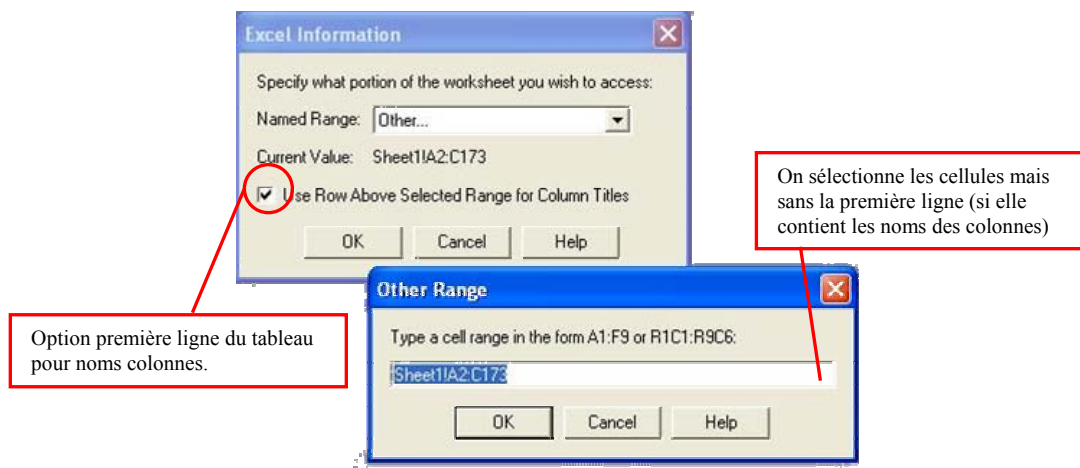 Excel Information
Specify what portion of the worksheet you wish to access:
Named Range: Other...
Current Value: Sheet1!A2:C173
Use Row Above Selected Range for Column Titles
OK Cancel Help
On sélectionne les cellules mais
sans la première ligne (si elle
contient les noms des colonnes)
Other Range
Type a cell range in the form A1:F9 or R1C1:R9C6:
Sheet1!A2:C173
OK Cancel Help
Option première ligne du tableau
pour noms colonnes.